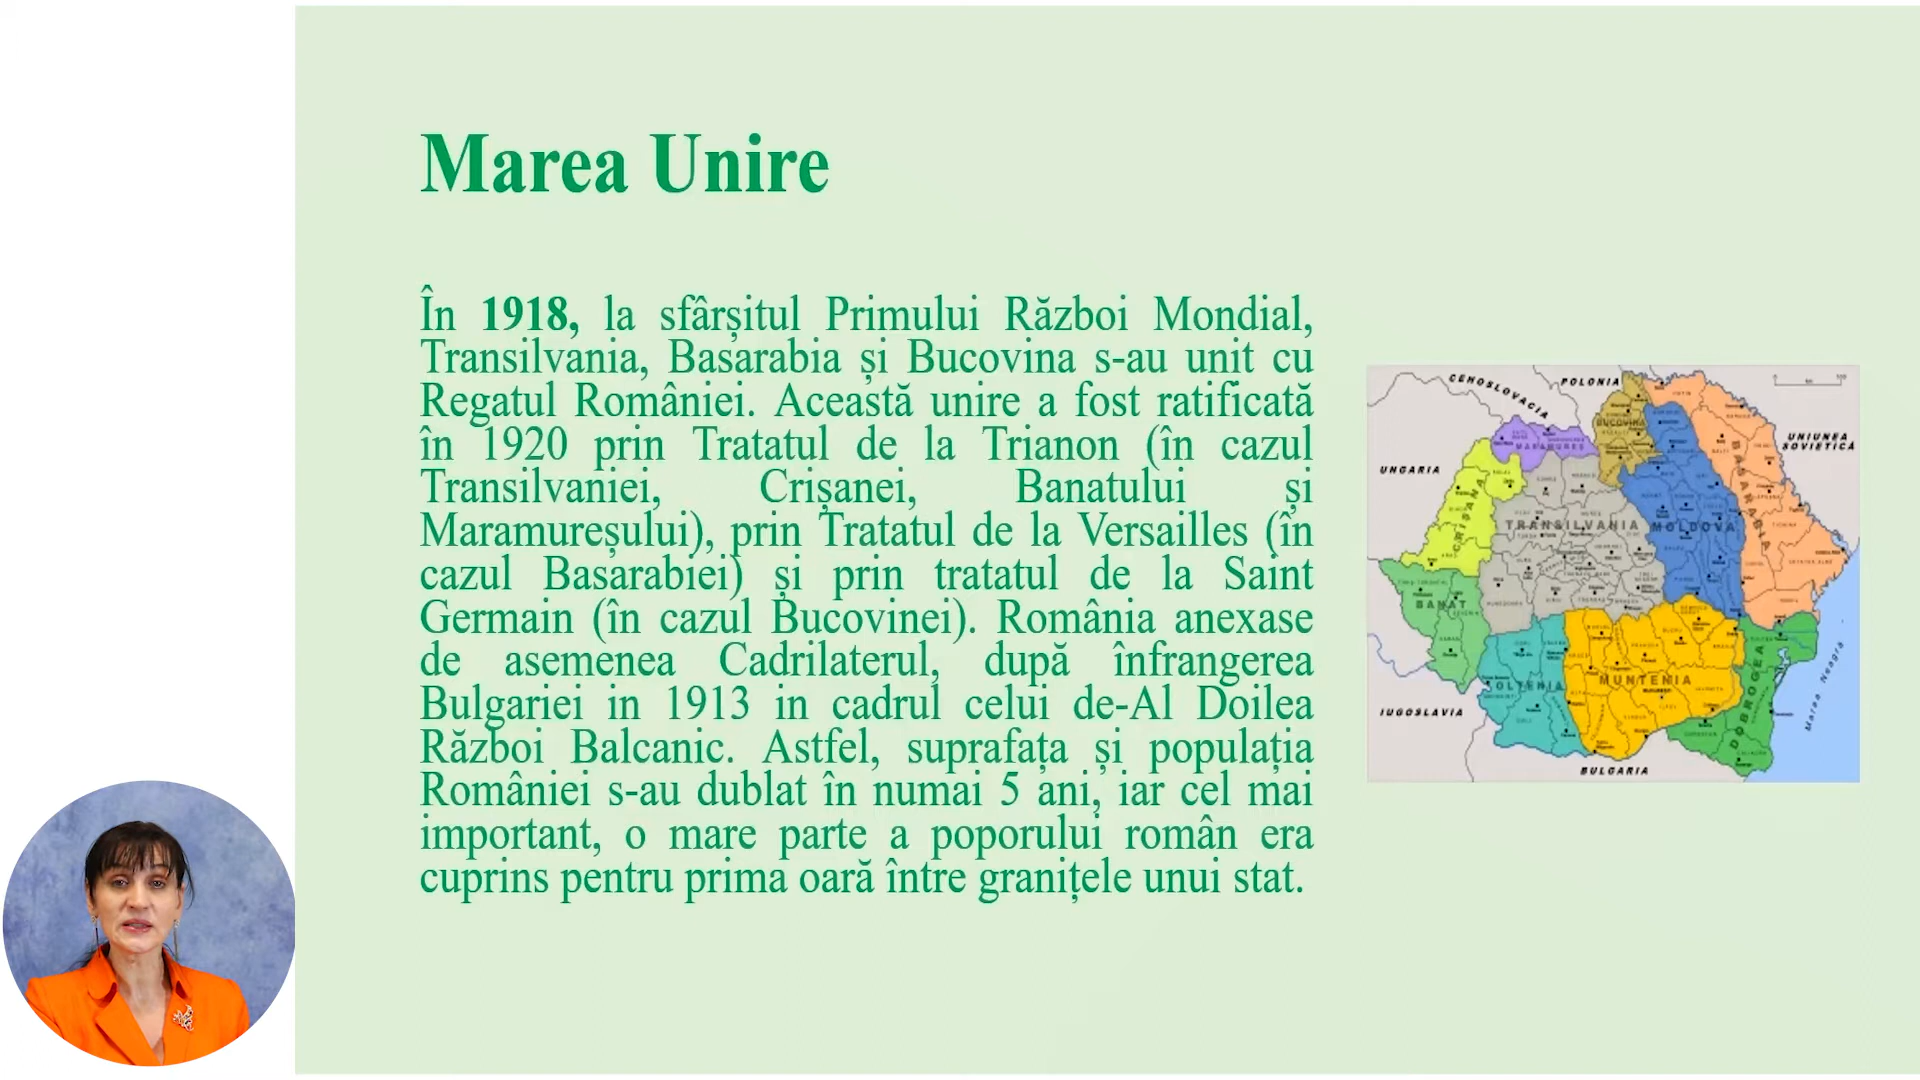 Marea Unire
În 1918, la sfârșitul Primului Război Mondial,
Transilvania, Basarabia și Bucovina s-au unit cu
Regatul României. Această unire a fost ratificată
în 1920 prin Tratatul de la Trianon (în cazul
Transilvaniei, Crișanei, Banatului și
Maramureșului), prin Tratatul de la Versailles (în
cazul Basarabiei) și prin tratatul de la Saint
Germain (în cazul Bucovinei). România anexase
de asemenea Cadrilaterul, după înfrangerea
Bulgariei in 1913 in cadrul celui de-Al Doilea
Război Balcanic. Astfel, suprafața și populația
României s-au dublat în numai 5 ani, iar cel mai
important, o mare parte a poporului român era
cuprins pentru prima oară între granițele unui stat.
CEHOSLOVACIA
POLONIA
BUCOVINA
UNIUNEA
SOVIETICĂ
MARAMUREȘ
UNGARIA
CRIȘANA
BASARABIA
TRANSILVANIA
MOLDOVA
BANAT
OLTENIA
MUNTENIA
DOBROGEA
Marea Neagră
IUGOSLAVIA
BULGARIA